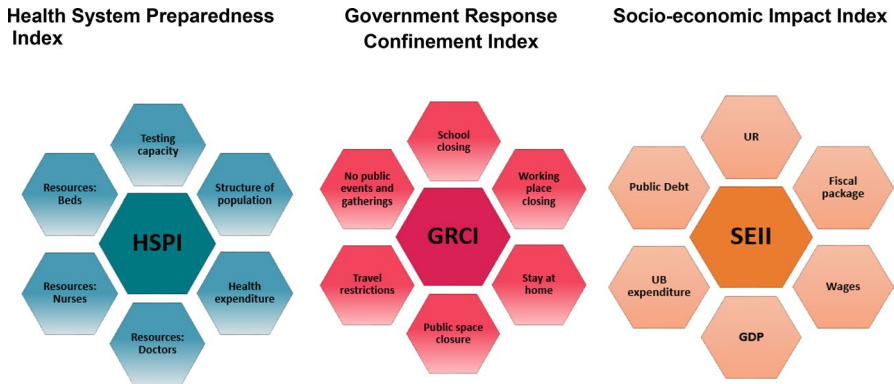 Health System Preparedness
Index
Government Response
Confinement Index
Socio-economic Impact Index
Testing
capacity
Resources:
Beds
Structure of
population
HSPI
Resources:
Nurses
Health
expenditure
Resources:
Doctors
School
closing
No public
events and
gatherings
Working
place
closing
GRCI
Travel
restrictions
Stay at
home
Public space
closure
UR
Public Debt
Fiscal
package
SEII
UB
expenditure
Wages
GDP